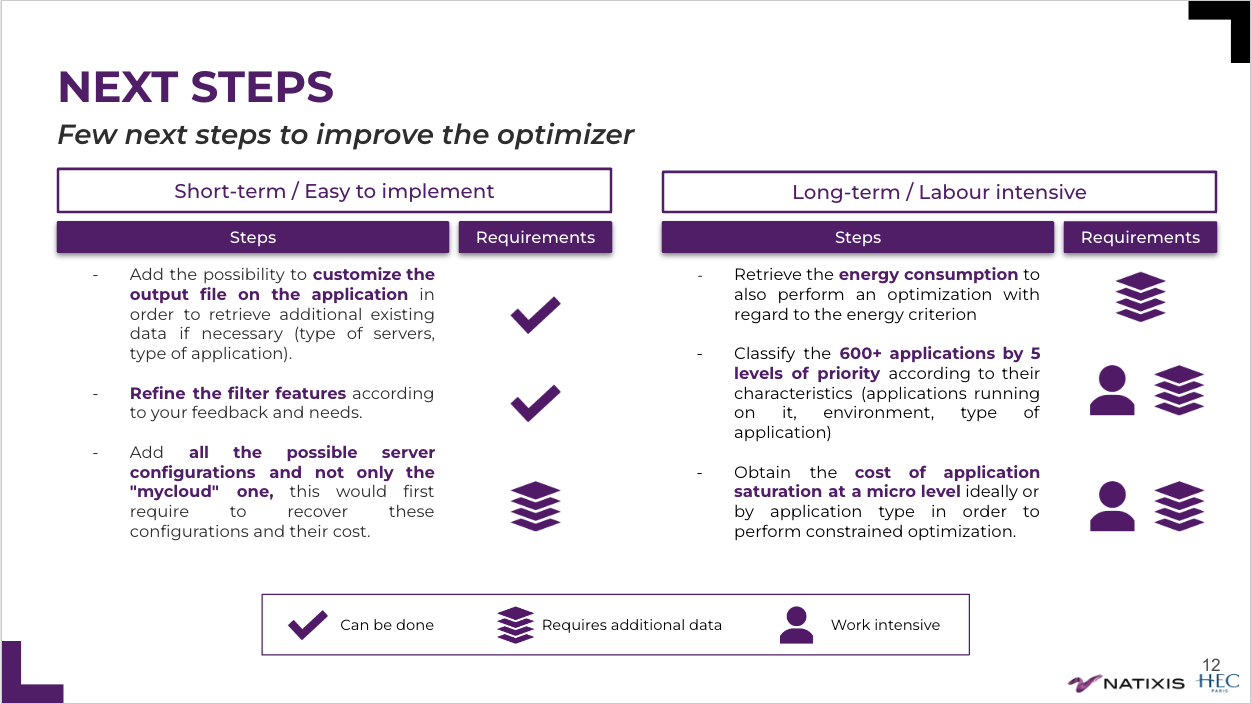 NEXT STEPS
Few next steps to improve the optimizer
Short-term / Easy to implement
Steps
Requirements
- Add the possibility to customize the
output file on the application in
order to retrieve additional existing
data if necessary (type of servers,
type of application).
- Refine the filter features according
to your feedback and needs.
- Add all the possible server
configurations and not only the
"mycloud" one, this would first
require to recover these
configurations and their cost.
Long-term / Labour intensive
Steps
Requirements
- Retrieve the energy consumption to
also perform an optimization with
regard to the energy criterion
- Classify the 600+ applications by 5
levels of priority according to their
characteristics (applications running
on it, environment, type of
application)
- Obtain the cost of application
saturation at a micro level ideally or
by application type in order to
perform constrained optimization.
Can be done
Requires additional data
Work intensive
12
NATIXIS
HEC
PARIS